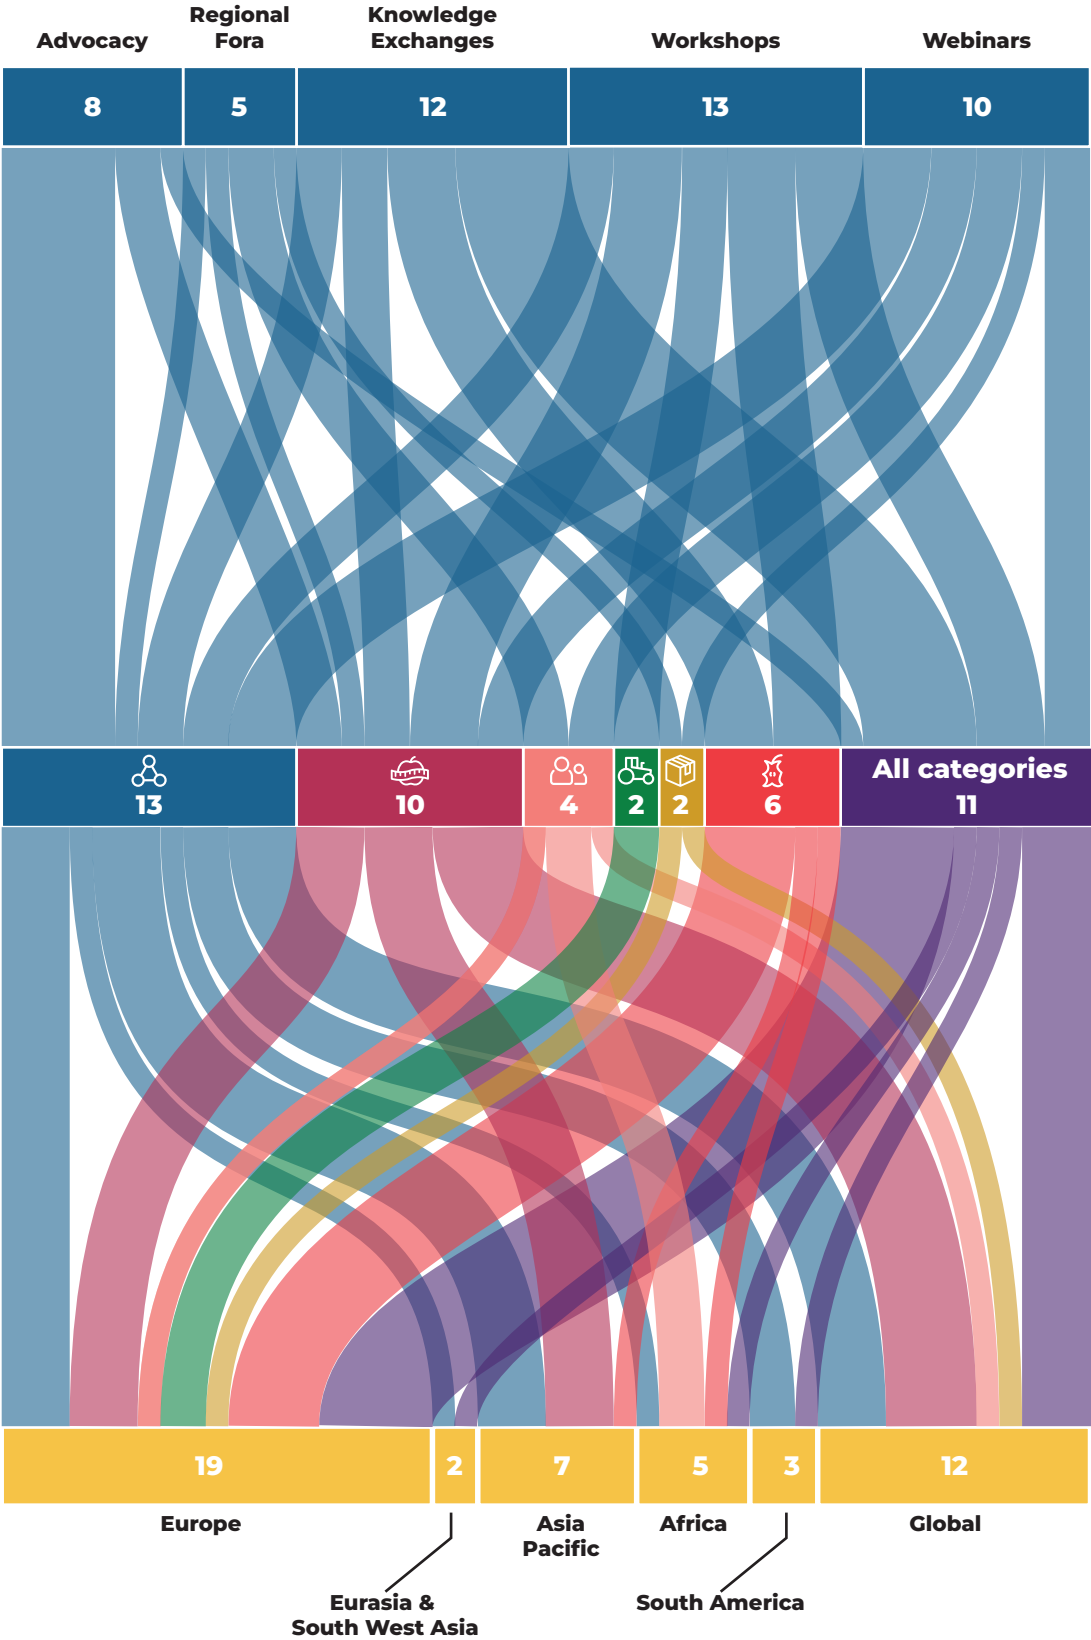 Advocacy
Regional
Fora
Knowledge
Exchanges
Workshops
Webinars
8
5
12
13
10
13
10
4
2
2
6
All categories
11
19
2
7
5
3
12
Europe
Asia
Pacific
Africa
Global
Eurasia &
South West Asia
South America